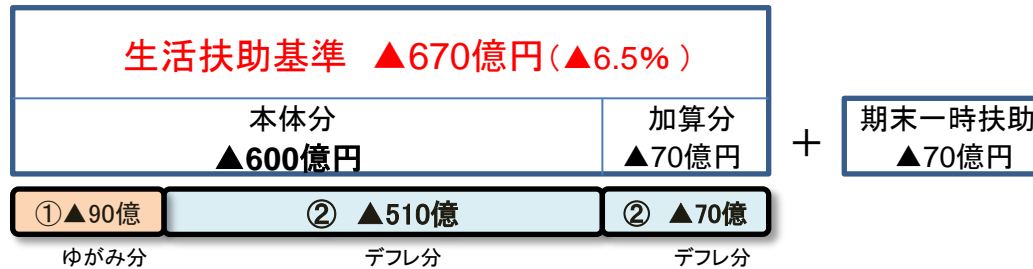 生活扶助基準 ▲670億円(▲6.5% )
本体分
▲600億円
加算分
▲70億円
+
期末一時扶助
▲70億円
①▲90億
② ▲510億
② ▲70億
ゆがみ分
デフレ分
デフレ分